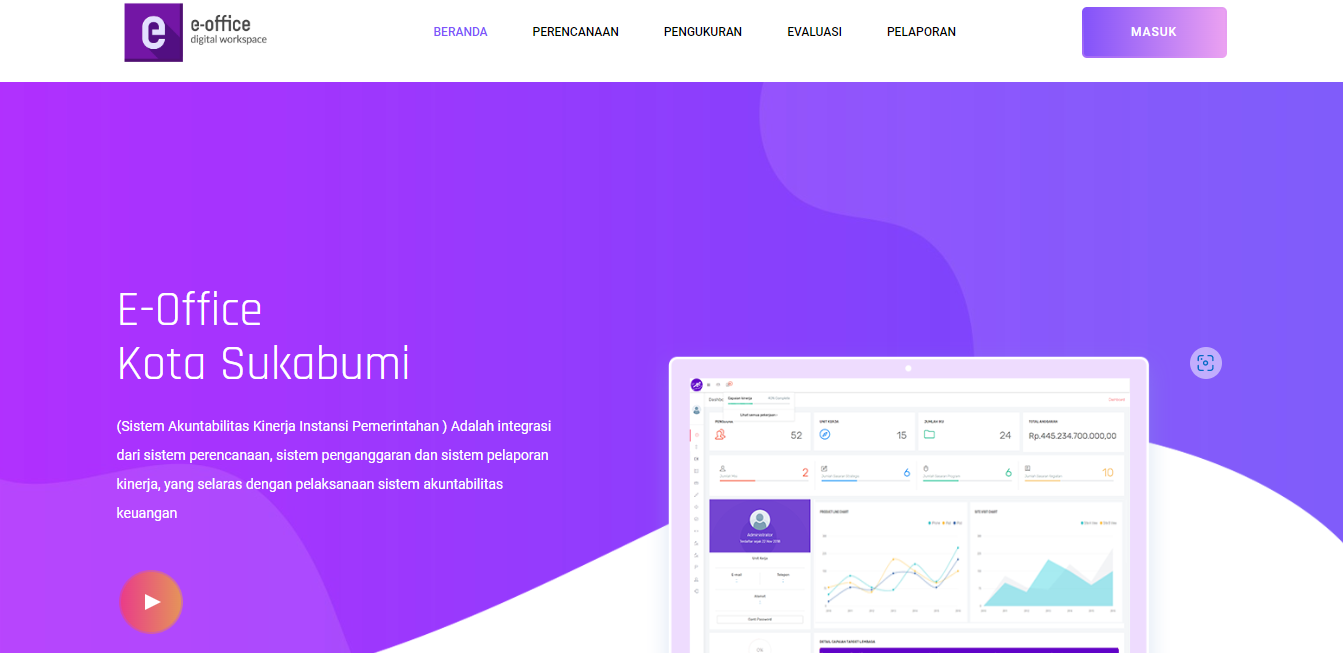 e
e-office
digital workspace
BERANDA PERENCANAAN PENGUKURAN EVALUASI PELAPORAN
MASUK
E-Office
Kota Sukabumi
(Sistem Akuntabilitas Kinerja Instansi Pemerintahan ) Adalah integrasi
dari sistem perencanaan, sistem penganggaran dan sistem pelaporan
kinerja, yang selaras dengan pelaksanaan sistem akuntabilitas
keuangan
52 15 24 Rp.445.234.700.000,00
2 6 6 10
Administrator